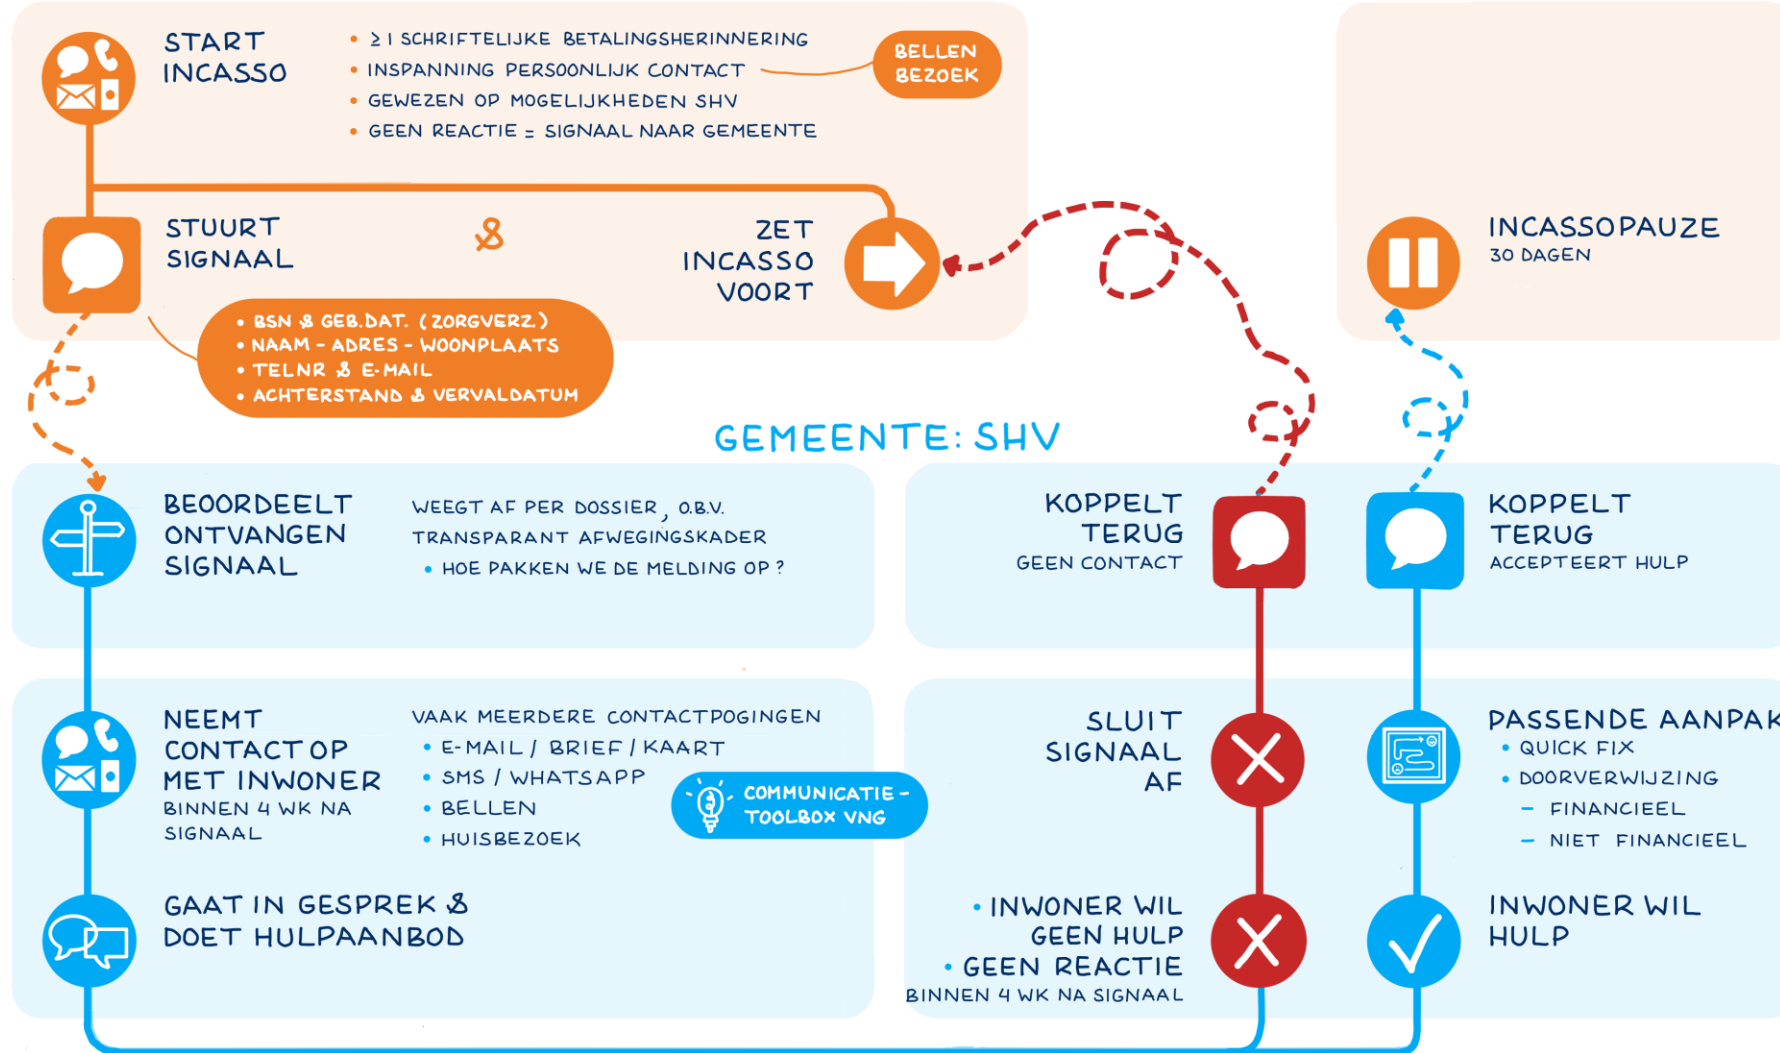 START
INCASSO
• ≥ 1 SCHRIFTELIJKE BETALINGSHERINNERING
• INSPANNING PERSOONLIJK CONTACT
• GEWEZEN OP MOGELIJKHEDEN SHV
• GEEN REACTIE = SIGNAAL NAAR GEMEENTE
BELLEN
BEZOEK
STUURT
SIGNAAL
&
ZET
INCASSO
VOORT
INCASSOPAUZE
30 DAGEN
• BSN & GEB.DAT. (ZORGVERZ.)
• NAAM - ADRES - WOONPLAATS
• TELNR & E-MAIL
• ACHTERSTAND & VERVALDATUM
GEMEENTE: SHV
BEOORDEELT
ONTVANGEN
SIGNAAL
WEEGT AF PER DOSSIER, O.B.V.
TRANSPARANT AFWEGINGSKADER
• HOE PAKKEN WE DE MELDING OP?
KOPPELT
TERUG
GEEN CONTACT
KOPPELT
TERUG
ACCEPTEERT HULP
NEEMT
CONTACT OP
MET INWONER
BINNEN 4 WK NA
SIGNAAL
VAAK MEERDERE CONTACTPOGINGEN
• E-MAIL / BRIEF / KAART
• SMS / WHATSAPP
• BELLEN
• HUISBEZOEK
COMMUNICATIE-
TOOLBOX VNG
SLUIT
SIGNAAL
AF
PASSENDE AANPAK
• QUICK FIX
• DOORVERWIJZING
– FINANCIEEL
– NIET FINANCIEEL
GAAT IN GESPREK &
DOET HULPAANBOD
• INWONER WIL
GEEN HULP
• GEEN REACTIE
BINNEN 4 WK NA SIGNAAL
INWONER WIL
HULP